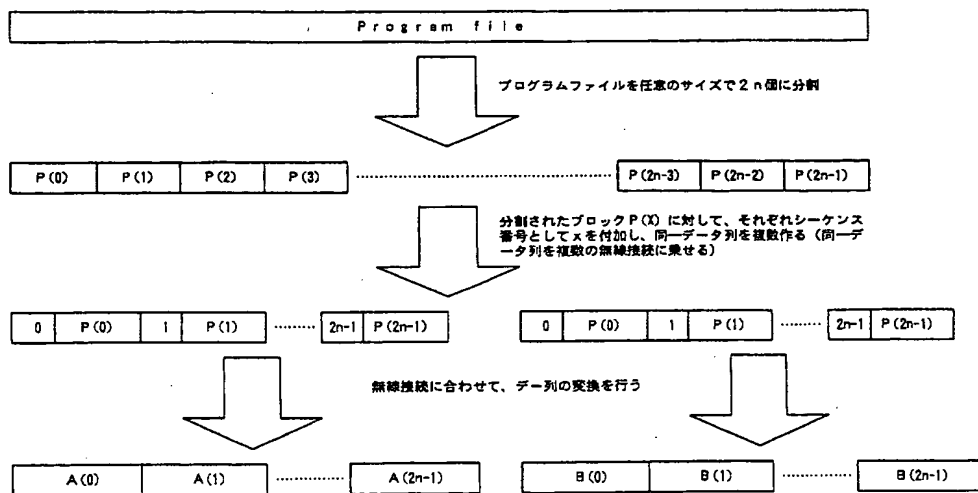 Program file
プログラムファイルを任意のサイズで2n個に分割
P(0) P(1) P(2) P(3) P(2n-3) P(2n-2) P(2n-1)
分割されたブロックP(X)に対して、それぞれシーケンス
番号としてxを付加し、同一データ列を複数作る(同一デ
ータ列を複数の無線接続に乗せる)
0 P(0) 1 P(1) 2n-1 P(2n-1) 0 P(0) 1 P(1) 2n-1 P(2n-1)
無線接続に合わせて、デー列の変換を行う
A(0) A(1) A(2n-1) B(0) B(1) B(2n-1)